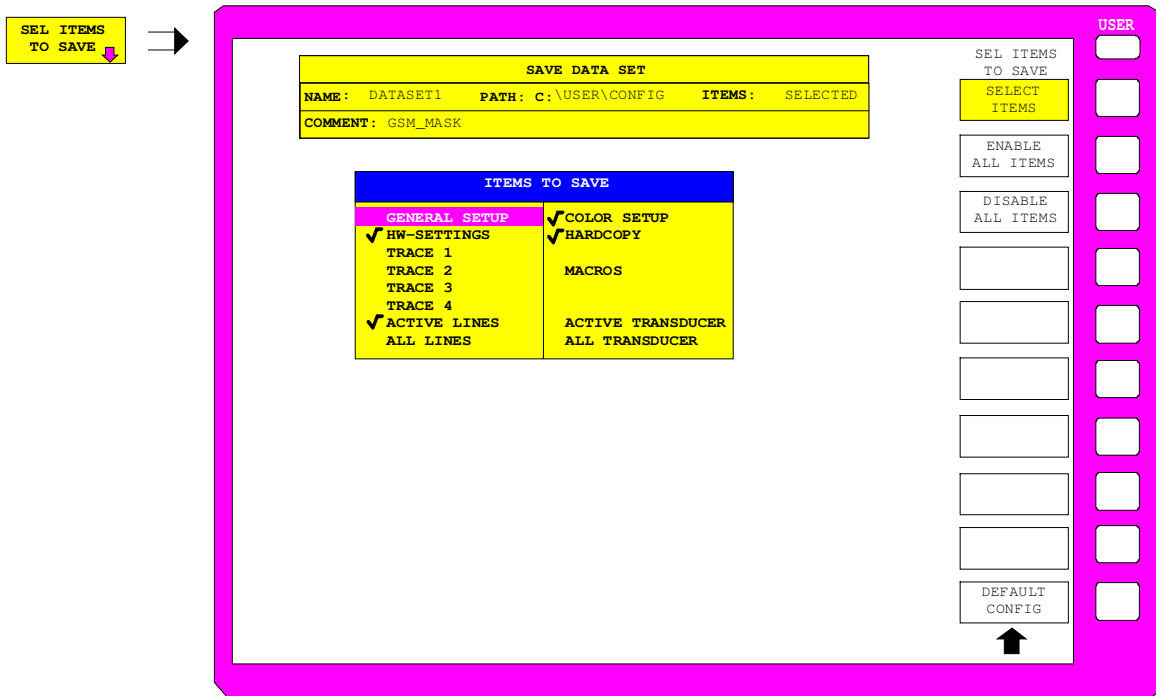 SEL ITEMS
TO SAVE
USER
SAVE DATA SET
NAME: DATASET1 PATH: C:\USER\CONFIG ITEMS: SELECTED
COMMENT: GSM_MASK
ITEMS TO SAVE
GENERAL SETUP
√ HW-SETTINGS
TRACE 1
TRACE 2
TRACE 3
TRACE 4
√ ACTIVE LINES
ALL LINES
√ COLOR SETUP
√ HARDCOPY
MACROS
ACTIVE TRANSDUCER
ALL TRANSDUCER
SEL ITEMS
TO SAVE
SELECT
ITEMS
ENABLE
ALL ITEMS
DISABLE
ALL ITEMS
DEFAULT
CONFIG